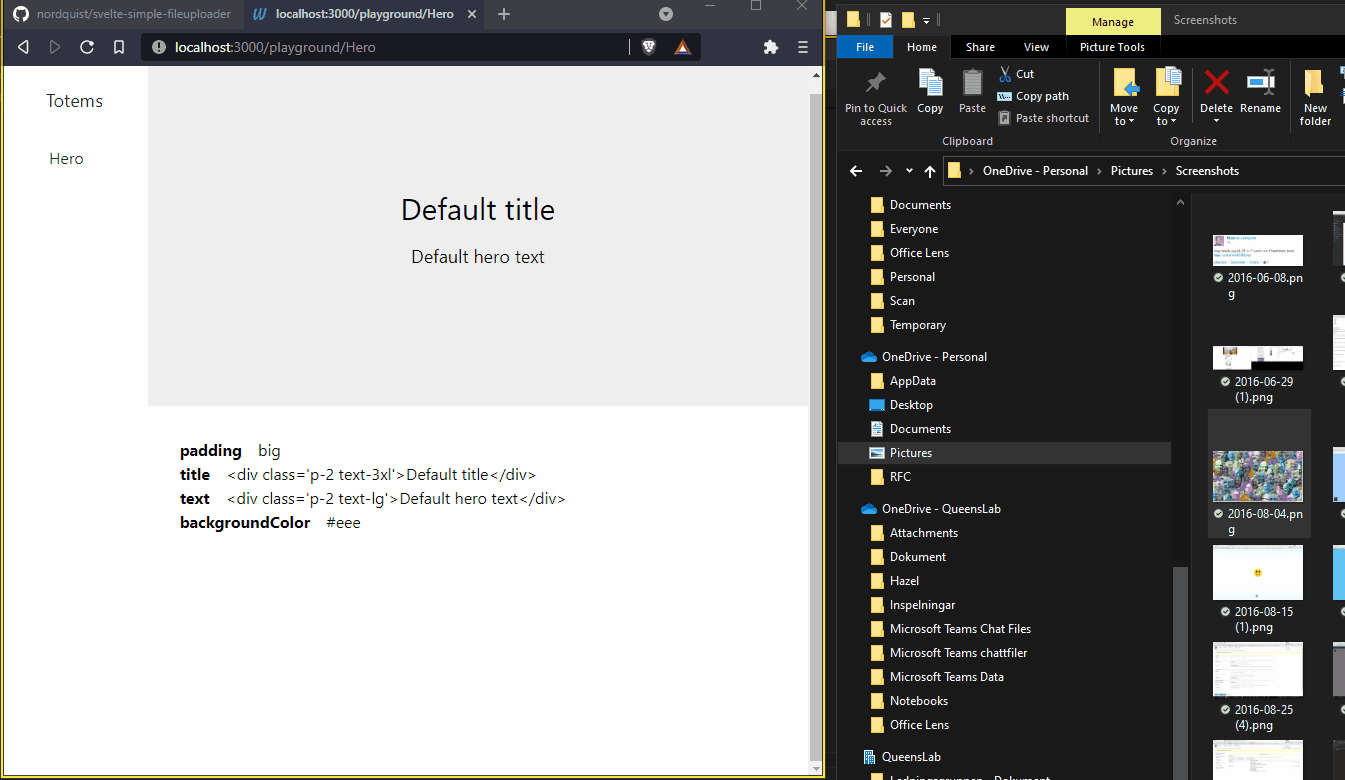 nordquist/svelte-simple-fileuploader
localhost:3000/playground/Hero
localhost:3000/playground/Hero
Totems
Hero
Default title
Default hero text
padding big
title <div class='p-2 text-3xl'>Default title</div>
text <div class='p-2 text-lg'>Default hero text</div>
backgroundColor #eee
Manage
Screenshots
File
Home
Share
View
Picture Tools
Pin to Quick
access
Copy
Paste
Cut
Copy path
Paste shortcut
Clipboard
Move
to
Copy
to
Delete
Rename
Organize
New
folder
OneDrive - Personal › Pictures › Screenshots
Documents
Everyone
Office Lens
Personal
Scan
Temporary
OneDrive - Personal
AppData
Desktop
Documents
Pictures
RFC
OneDrive - QueensLab
Attachments
Dokument
Hazel
Inspelningar
Microsoft Teams Chat Files
Microsoft Teams chattfiler
Microsoft Teams Data
Notebooks
Office Lens
QueensLab
2016-06-08.pn
g
2016-06-29
(1).png
2016-08-04.pn
g
2016-08-15
(1).png
2016-08-25
(4).png